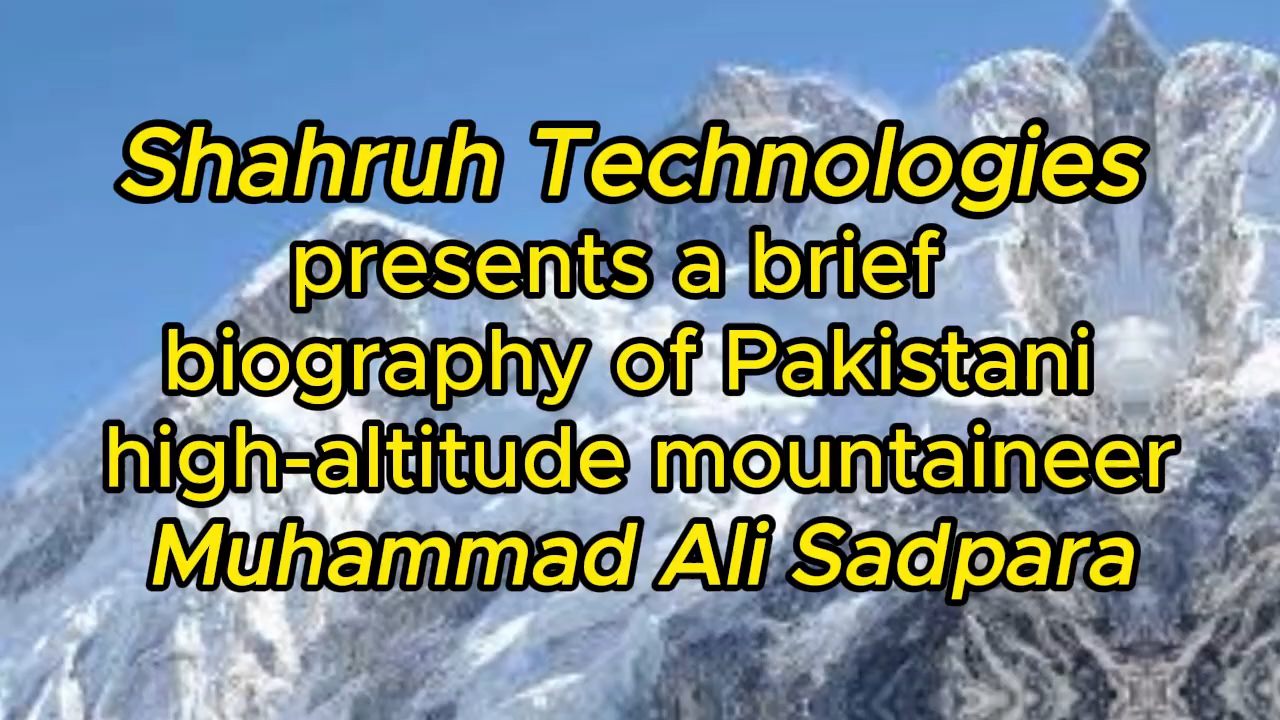 Shahruh Technologies
presents a brief
biography of Pakistani
high-altitude mountaineer
Muhammad Ali Sadpara